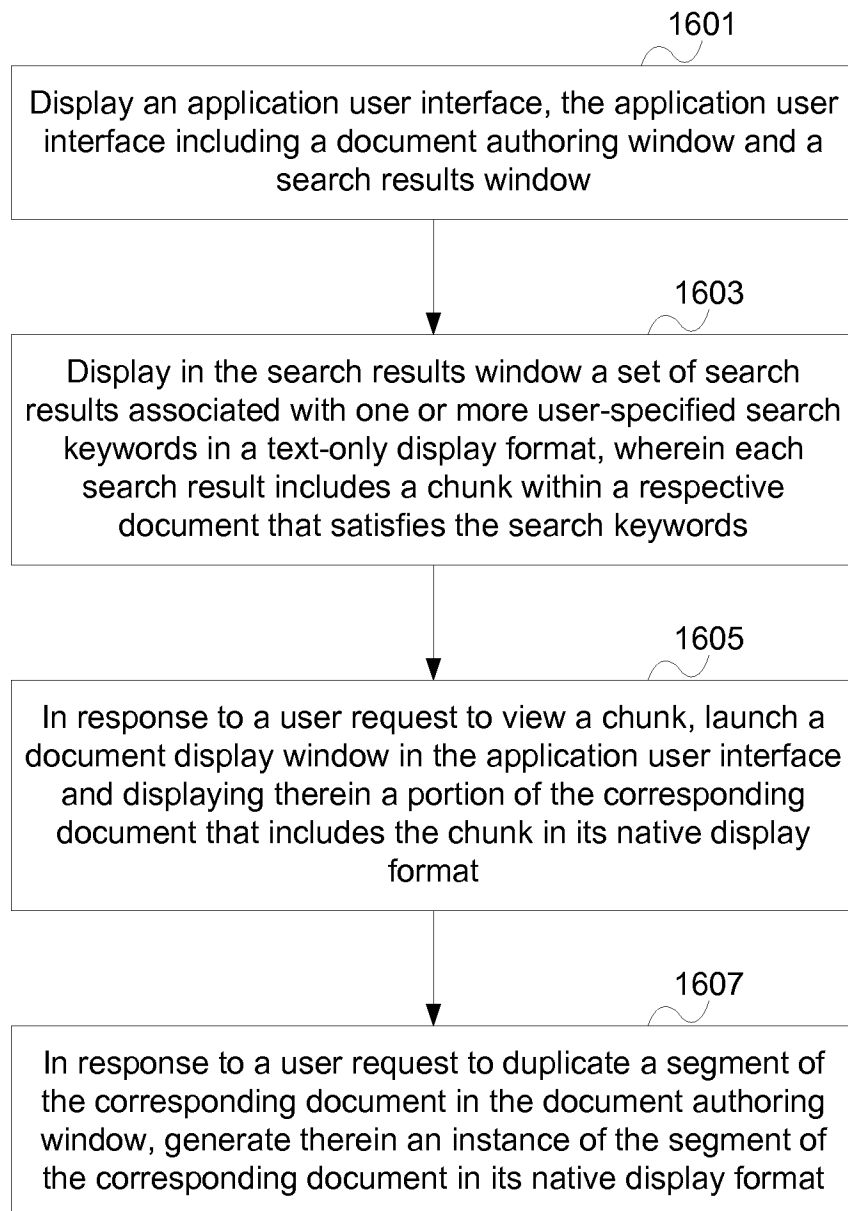 1601
Display an application user interface, the application user
interface including a document authoring window and a
search results window
1603
Display in the search results window a set of search
results associated with one or more user-specified search
keywords in a text-only display format, wherein each
search result includes a chunk within a respective
document that satisfies the search keywords
1605
In response to a user request to view a chunk, launch a
document display window in the application user interface
and displaying therein a portion of the corresponding
document that includes the chunk in its native display
format
1607
In response to a user request to duplicate a segment of
the corresponding document in the document authoring
window, generate therein an instance of the segment of
the corresponding document in its native display format